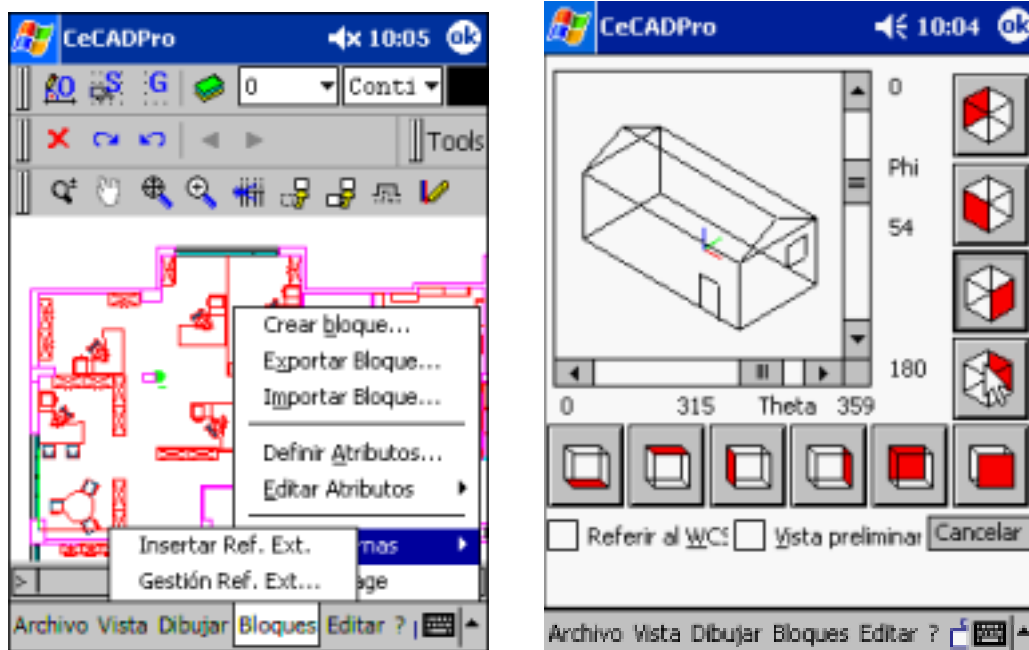 CeCADPro 10:05 ok
O S G 0 Conti
Tools
Crear bloque...
Exportar Bloque...
Importar Bloque...
Definir Atributos...
Editar Atributos
Insertar Ref. Ext.
Gestión Ref. Ext...
>
Archivo Vista Dibujar Bloques Editar ?
CeCADPro 10:04 ok
0
Phi
54
180
0 315 Theta 359
Referir al WCS Vista preliminar Cancelar
Archivo Vista Dibujar Bloques Editar ?